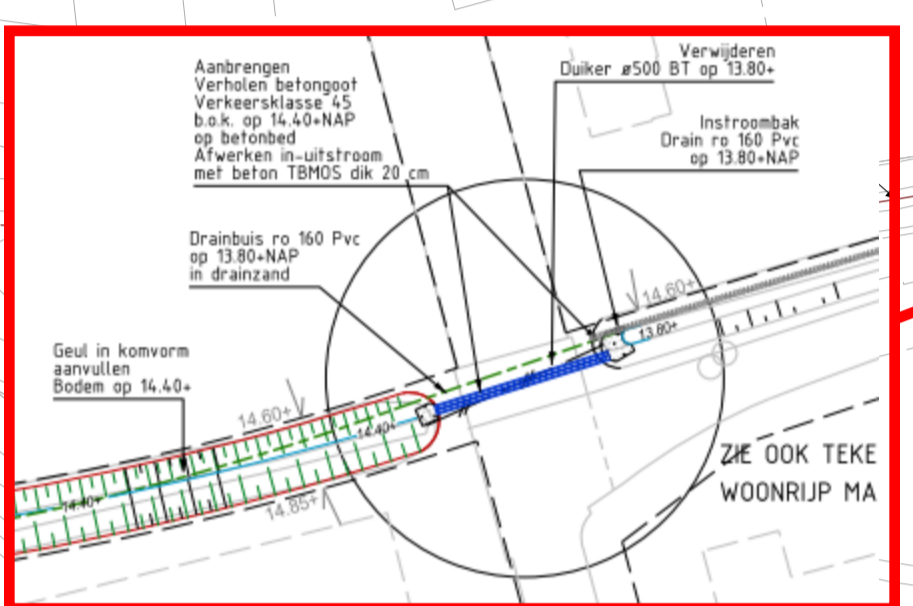 Aanbrengen
Verholen betongoot
Verkeersklasse 45
b.o.k. op 14.40+NAP
op betonbed
Afwerken in-uitstroom
met beton TBMOS dik 20 cm
Verwijderen
Duiker ø500 BT op 13.80+
Instroombak
Drain ro 160 Pvc
op 13.80+NAP
Drainbuis ro 160 Pvc
op 13.80+NAP
in drainzand
14.60+
13.80+
Geul in komvorm
aanvullen
Bodem op 14.40+
14.60+
14.40+
14.40+
14.85+
ZIE OOK TEKE
WOONRIJP MA